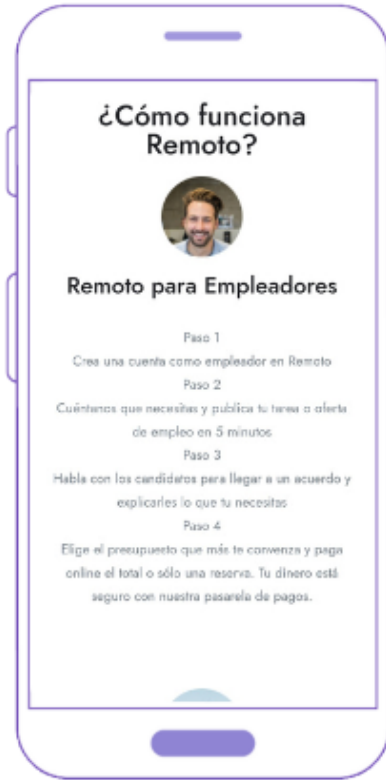 ¿Cómo funciona
Remoto?
Remoto para Empleadores
Paso 1
Crea una cuenta como empleador en Remoto
Paso 2
Cuéntanos que necesitas y publica tu tarea o oferta
de empleo en 5 minutos
Paso 3
Habla con los candidatos para llegar a un acuerdo y
explicarles lo que tu necesitas
Paso 4
Elige el presupuesto que más te convenza y paga
online el total o sólo una reserva. Tu dinero está
seguro con nuestra pasarela de pagos.